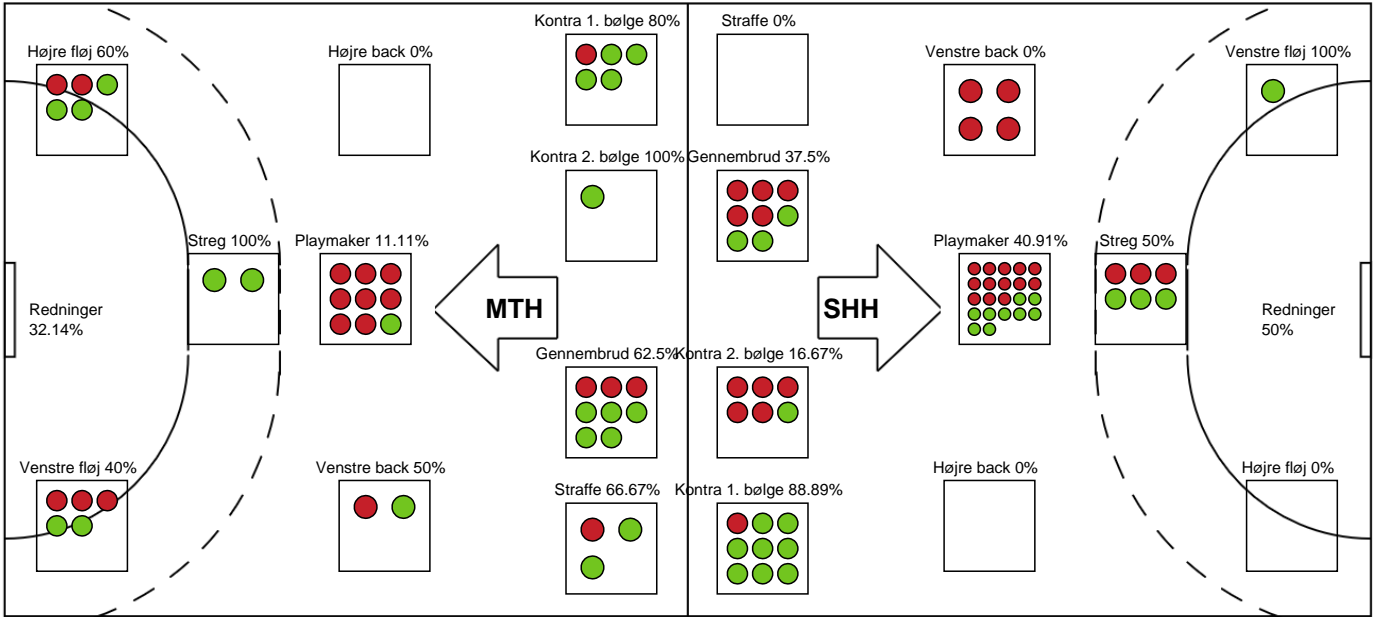 Kontra 1. bølge 80%
Straffe 0%
Højre fløj 60%
Højre back 0%
Venstre back 0%
Venstre fløj 100%
Kontra 2. bølge 100%
Gennembrud 37.5%
Streg 100%
Playmaker 11.11%
Playmaker 40.91%
Streg 50%
Redninger
32.14%
MTH
SHH
Redninger
50%
Gennembrud 62.5%
Kontra 2. bølge 16.67%
Venstre fløj 40%
Venstre back 50%
Højre back 0%
Højre fløj 0%
Straffe 66.67%
Kontra 1. bølge 88.89%